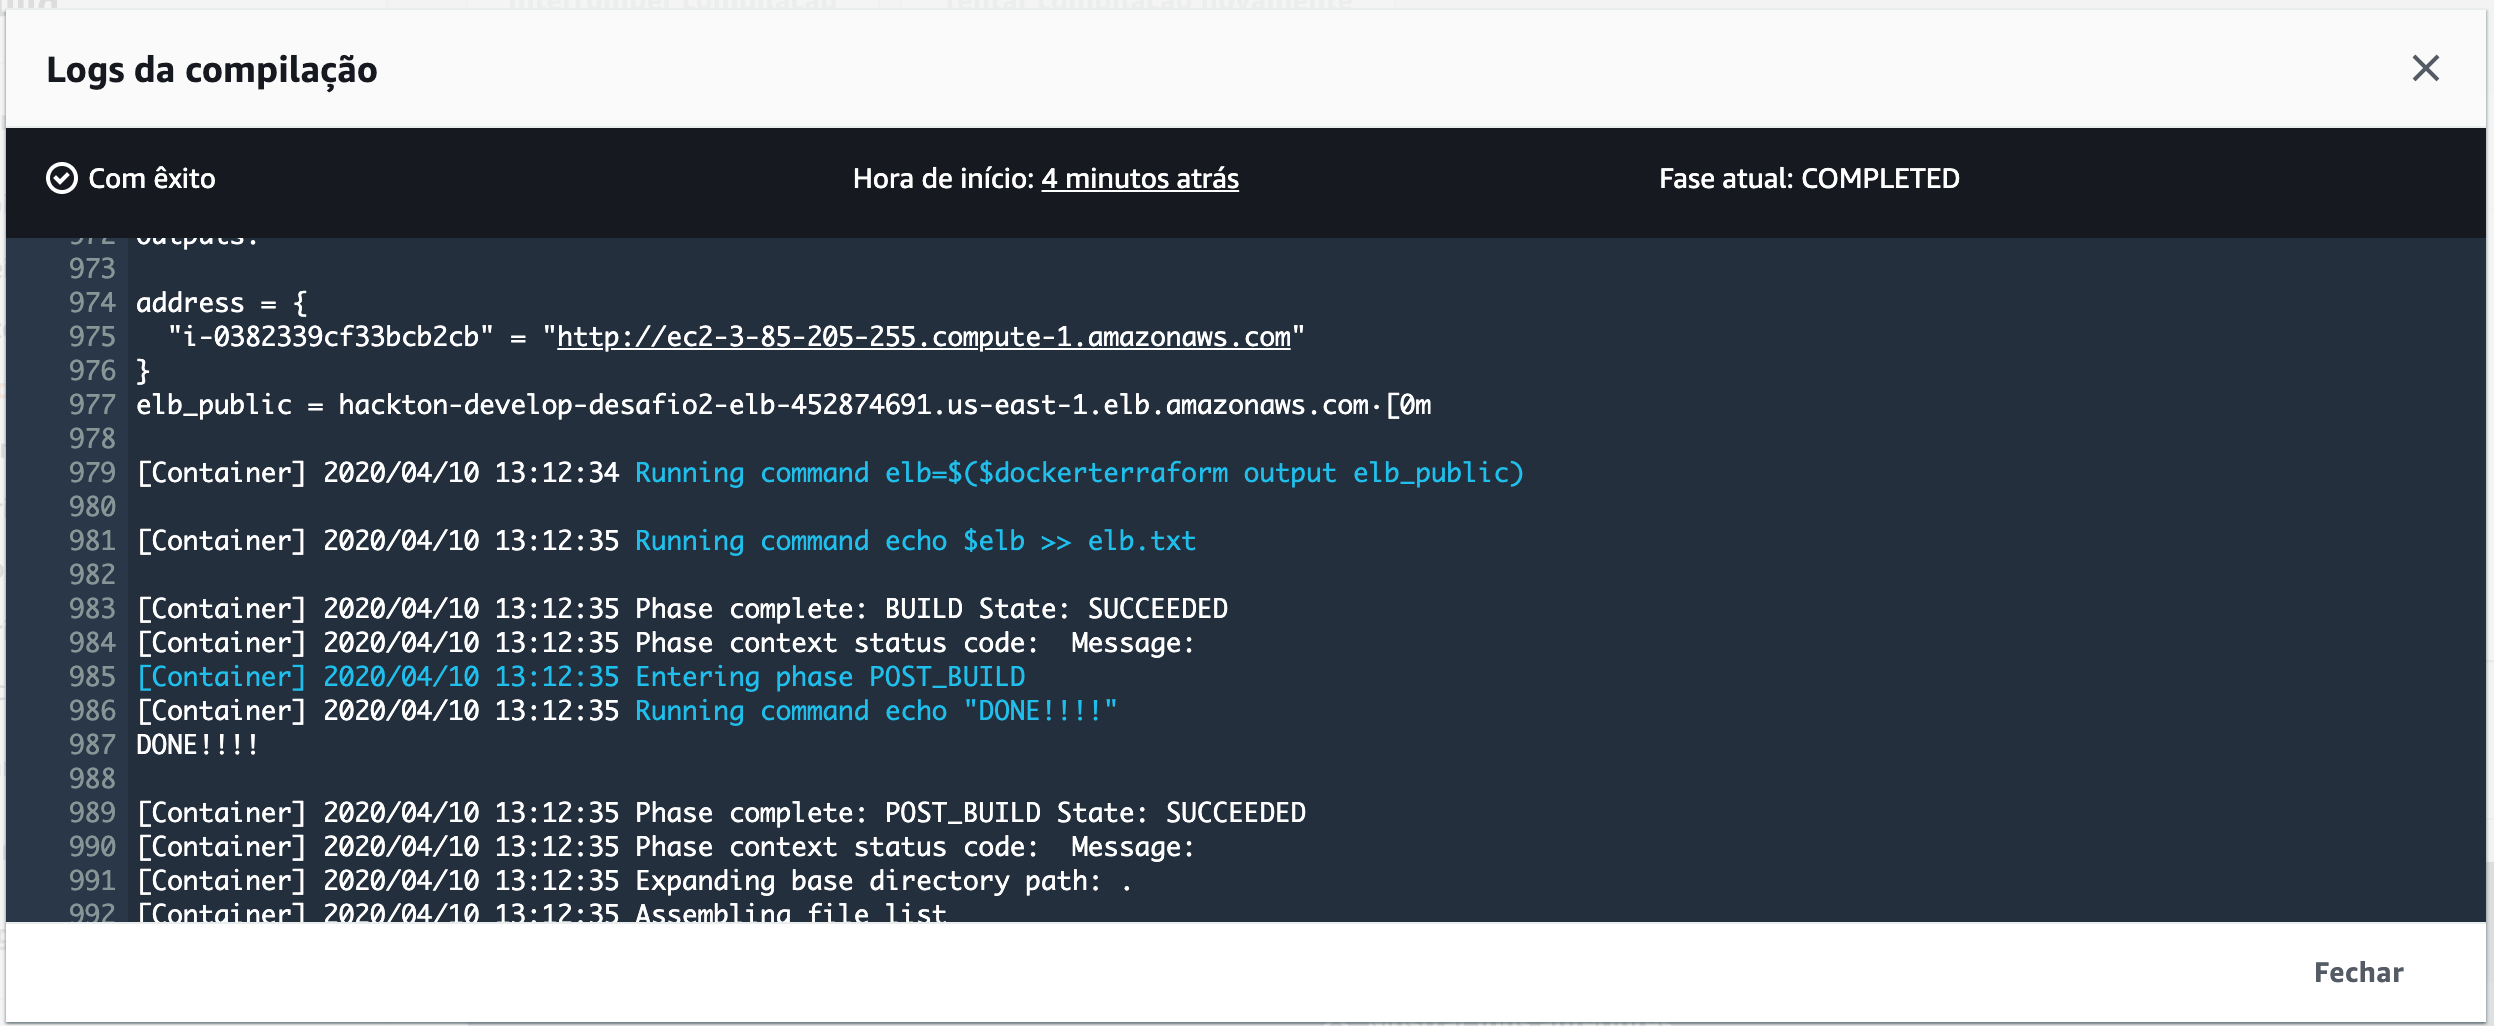 Logs da compilação
Com êxito
Hora de início: 4 minutos atrás
Fase atual: COMPLETED
972 Outputs:
973
974 address = {
975   "i-0382339cf33bcb2cb" = "http://ec2-3-85-205-255.compute-1.amazonaws.com"
976 }
977 elb_public = hackton-develop-desafio2-elb-452874691.us-east-1.elb.amazonaws.com·[0m
978
979 [Container] 2020/04/10 13:12:34 Running command elb=$($dockerterraform output elb_public)
980
981 [Container] 2020/04/10 13:12:35 Running command echo $elb >> elb.txt
982
983 [Container] 2020/04/10 13:12:35 Phase complete: BUILD State: SUCCEEDED
984 [Container] 2020/04/10 13:12:35 Phase context status code:  Message:
985 [Container] 2020/04/10 13:12:35 Entering phase POST_BUILD
986 [Container] 2020/04/10 13:12:35 Running command echo "DONE!!!!"
987 DONE!!!!
988
989 [Container] 2020/04/10 13:12:35 Phase complete: POST_BUILD State: SUCCEEDED
990 [Container] 2020/04/10 13:12:35 Phase context status code:  Message:
991 [Container] 2020/04/10 13:12:35 Expanding base directory path: .
992 [Container] 2020/04/10 13:12:35 Assembling file list
Fechar